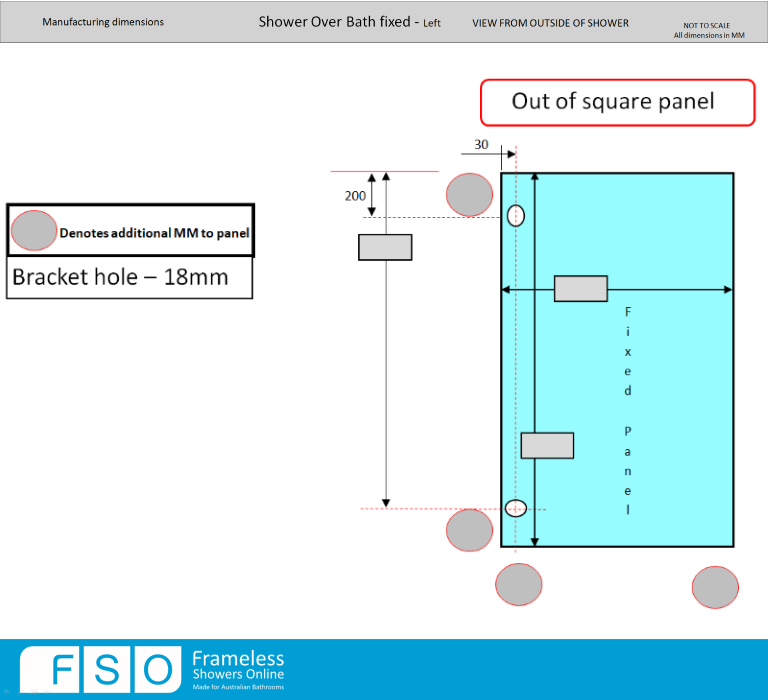 Manufacturing dimensions
Shower Over Bath fixed - Left
VIEW FROM OUTSIDE OF SHOWER
NOT TO SCALE
All dimensions in MM
Out of square panel
30
200
Denotes additional MM to panel
Bracket hole – 18mm
Fixed Panel
FSO
Frameless
Showers Online
Made for Australian Bathrooms